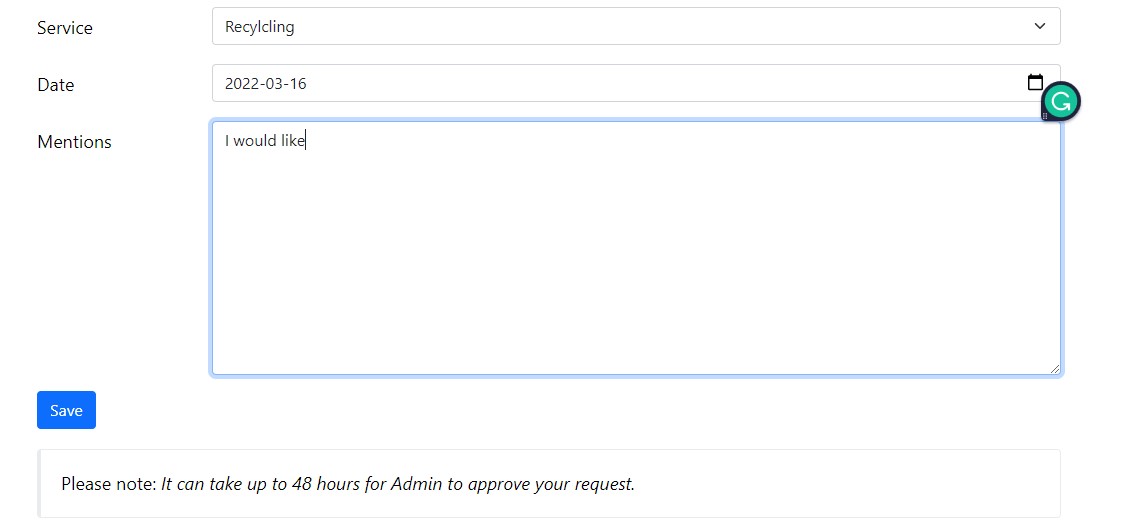 Service
Recylcling
Date
2022-03-16
Mentions
I would like
Save
Please note: It can take up to 48 hours for Admin to approve your request.